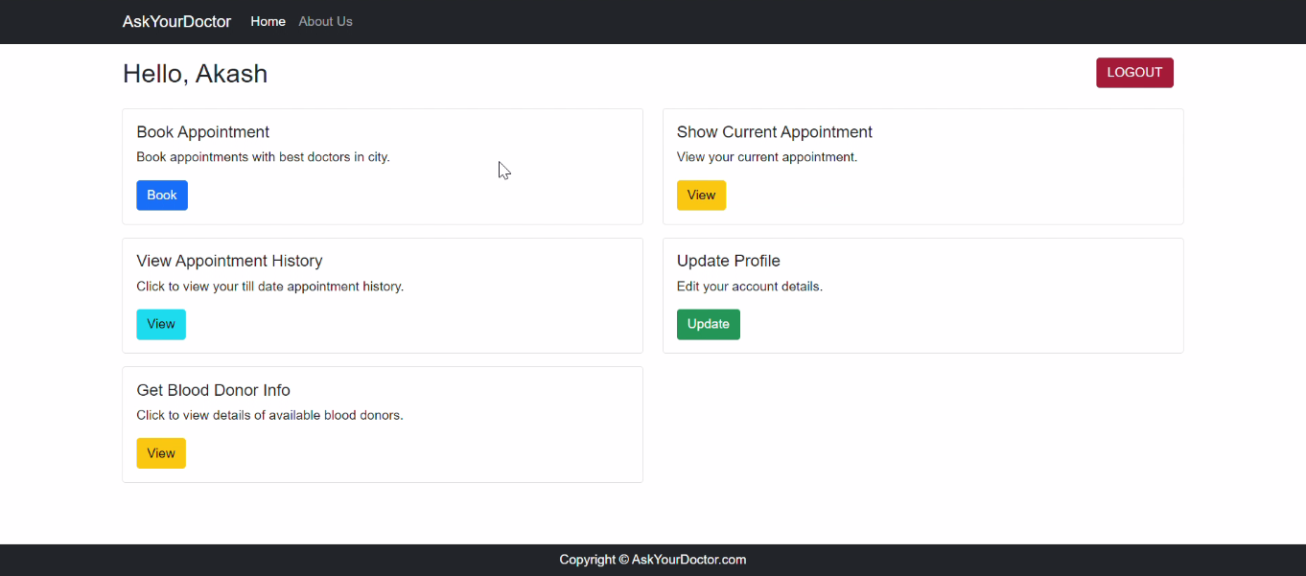 AskYourDoctor Home About Us
Hello, Akash
LOGOUT
Book Appointment
Book appointments with best doctors in city.
Book
Show Current Appointment
View your current appointment.
View
View Appointment History
Click to view your till date appointment history.
View
Update Profile
Edit your account details.
Update
Get Blood Donor Info
Click to view details of available blood donors.
View
Copyright © AskYourDoctor.com